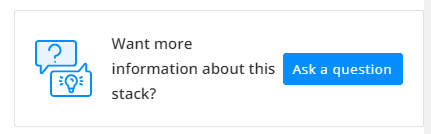 Want more
information about this
stack?
Ask a question